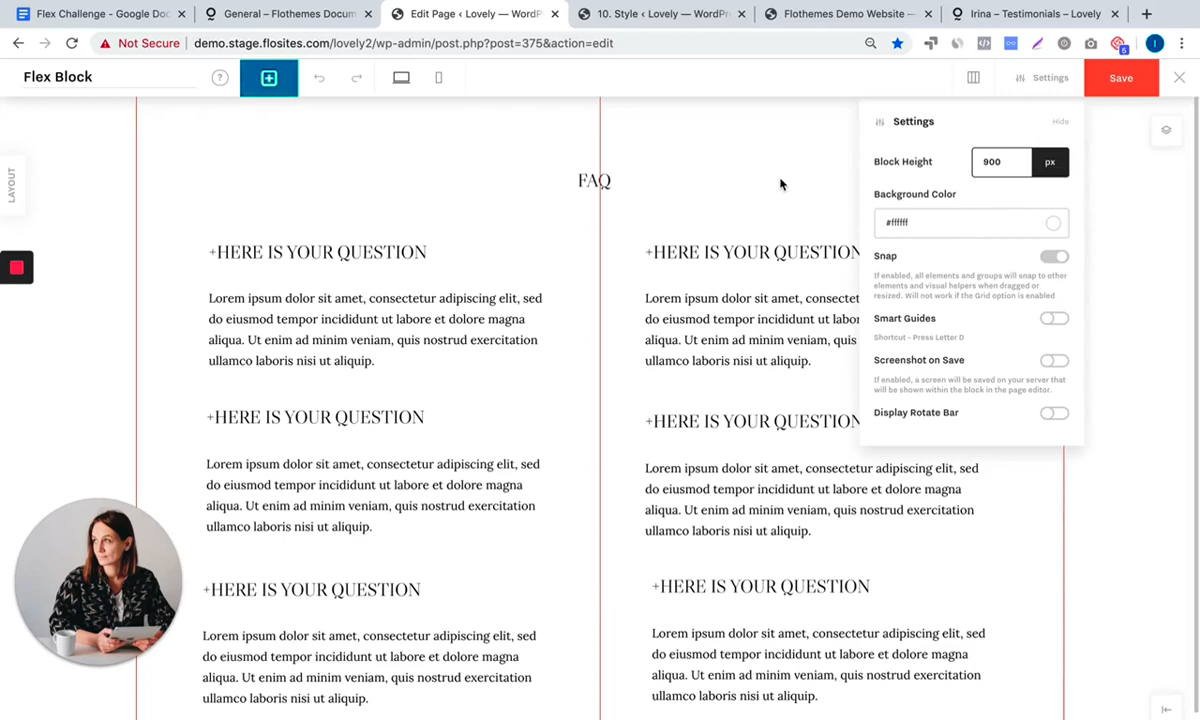 Flex Challenge - Google Doc
General – Flothemes Docum
Edit Page ‹ Lovely — WordP
10. Style ‹ Lovely — WordPr
Flothemes Demo Website —
Irina – Testimonials – Lovely
Not Secure
demo.stage.flosites.com/lovely2/wp-admin/post.php?post=375&action=edit
5
I
Flex Block
?
Settings
Save
LAYOUT
FAQ
+HERE IS YOUR QUESTION
Lorem ipsum dolor sit amet, consectetur adipiscing elit, sed
do eiusmod tempor incididunt ut labore et dolore magna
aliqua. Ut enim ad minim veniam, quis nostrud exercitation
ullamco laboris nisi ut aliquip.
+HERE IS YOUR QUESTION
Lorem ipsum dolor sit amet, consectetur adipiscing elit, sed
do eiusmod tempor incididunt ut labore et dolore magna
aliqua. Ut enim ad minim veniam, quis nostrud exercitation
ullamco laboris nisi ut aliquip.
+HERE IS YOUR QUESTION
Lorem ipsum dolor sit amet, consectetur adipiscing elit, sed
do eiusmod tempor incididunt ut labore et dolore magna
aliqua. Ut enim ad minim veniam, quis nostrud exercitation
ullamco laboris nisi ut aliquip.
+HERE IS YOUR QUESTION
Lorem ipsum dolor sit amet, consectetur
do eiusmod tempor incididunt ut labor
aliqua. Ut enim ad minim veniam, quis
ullamco laboris nisi ut aliquip.
+HERE IS YOUR QUESTION
Lorem ipsum dolor sit amet, consectetur adipiscing elit, sed
do eiusmod tempor incididunt ut labore et dolore magna
aliqua. Ut enim ad minim veniam, quis nostrud exercitation
ullamco laboris nisi ut aliquip.
+HERE IS YOUR QUESTION
Lorem ipsum dolor sit amet, consectetur adipiscing elit, sed
do eiusmod tempor incididunt ut labore et dolore magna
aliqua. Ut enim ad minim veniam, quis nostrud exercitation
ullamco laboris nisi ut aliquip.
Settings
Hide
Block Height
900
px
Background Color
#ffffff
Snap
If enabled, all elements and groups will snap to other
elements and visual helpers when dragged or
resized. Will not work if the Grid option is enabled
Smart Guides
Shortcut - Press Letter D
Screenshot on Save
If enabled, a screen will be saved on your server that
will be shown within the block in the page editor.
Display Rotate Bar